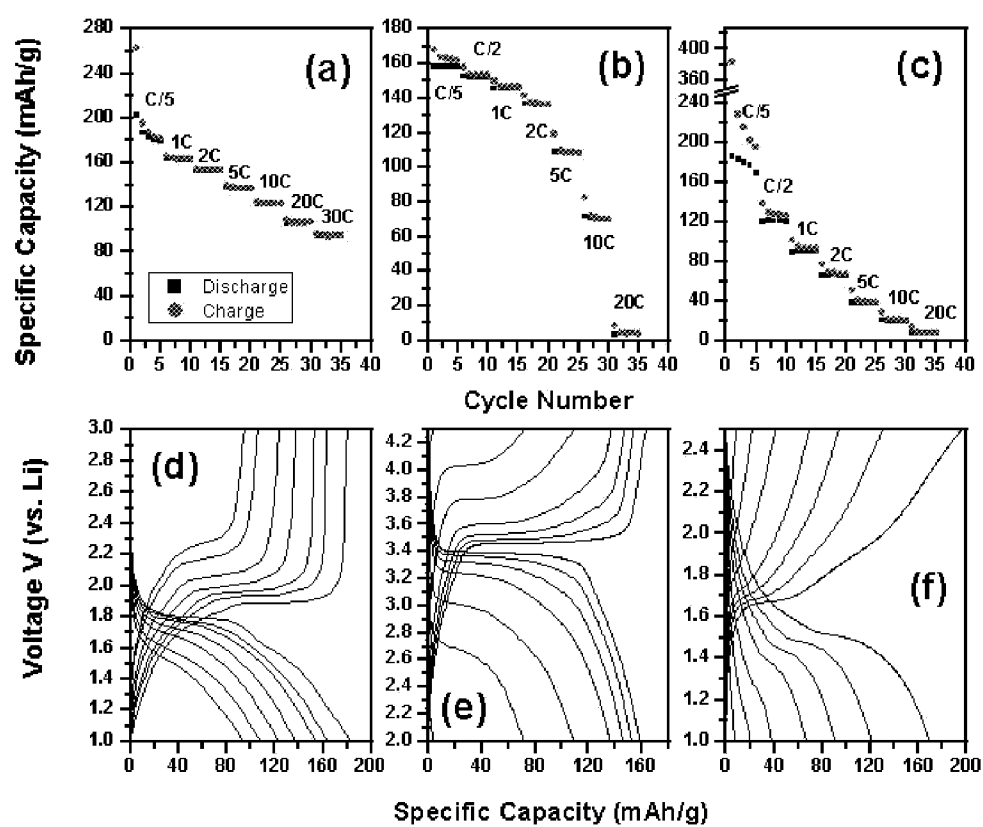 Specific Capacity (mAh/g)
280
240
200
160
120
80
40
0
(a)
C/5
1C
2C
5C
10C
20C
30C
Discharge
Charge
0 5 10 15 20 25 30 35 40
180
160
140
120
100
80
60
40
20
0
(b)
C/2
C/5
1C
2C
5C
10C
20C
0 5 10 15 20 25 30 35 40
400
360
240
200
160
120
80
40
0
(c)
C/5
C/2
1C
2C
5C
10C
20C
0 5 10 15 20 25 30 35 40
Cycle Number
Voltage V (vs. Li)
3.0
2.6
2.4
2.2
2.0
1.8
1.6
1.4
1.0
(d)
0 40 80 120 160 200
4.2
4.0
3.8
3.6
3.4
3.2
3.0
2.8
2.6
2.4
2.2
2.0
(e)
0 40 80 120 160
2.4
2.2
2.0
1.8
1.6
1.4
1.2
1.0
(f)
0 40 80 120 160 200
Specific Capacity (mAh/g)